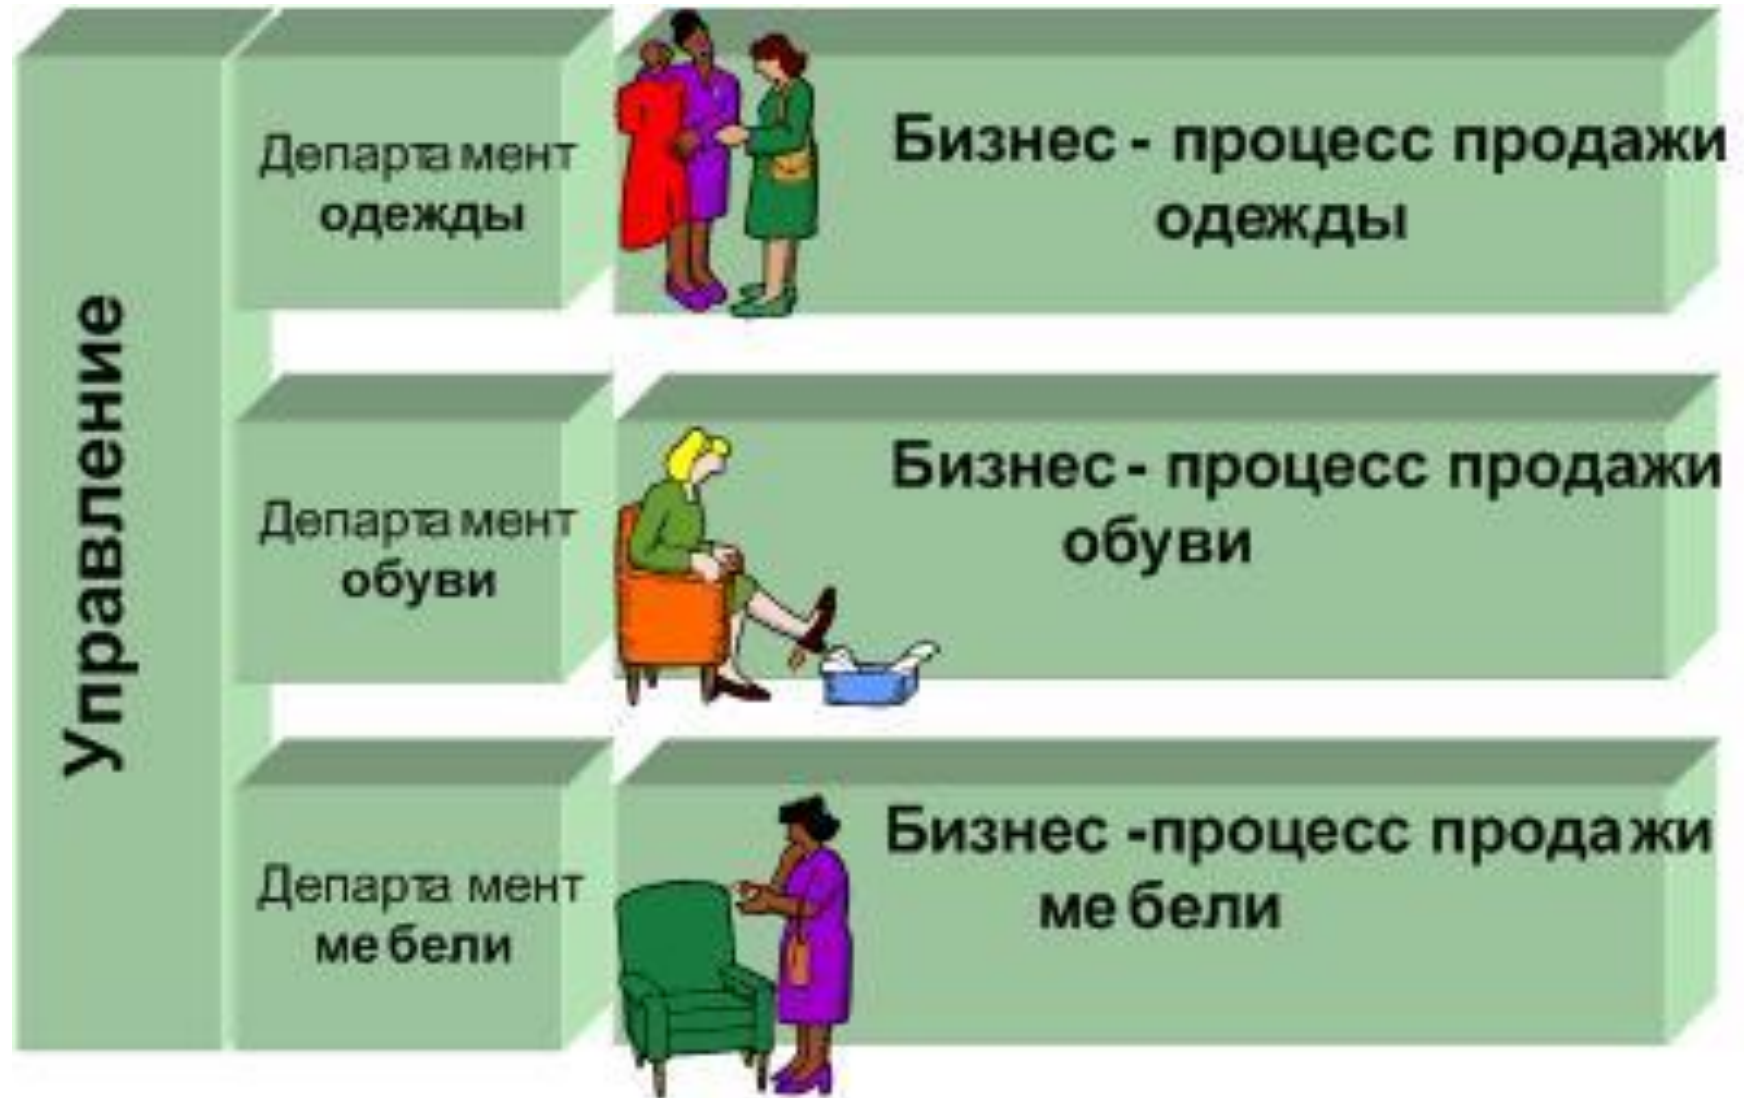 Управление
Департамент
одежды
Бизнес - процесс продажи
одежды
Департамент
обуви
Бизнес - процесс продажи
обуви
Департамент
мебели
Бизнес -процесс продажи
мебели